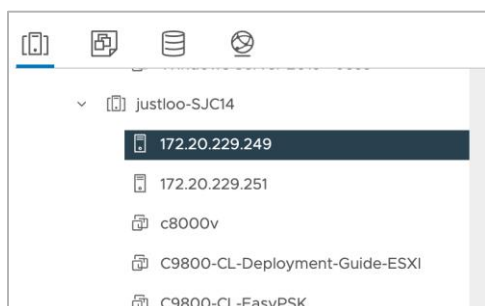 justloo-SJC14
172.20.229.249
172.20.229.251
c8000v
C9800-CL-Deployment-Guide-ESXI
C9800-CL-EasyPSK